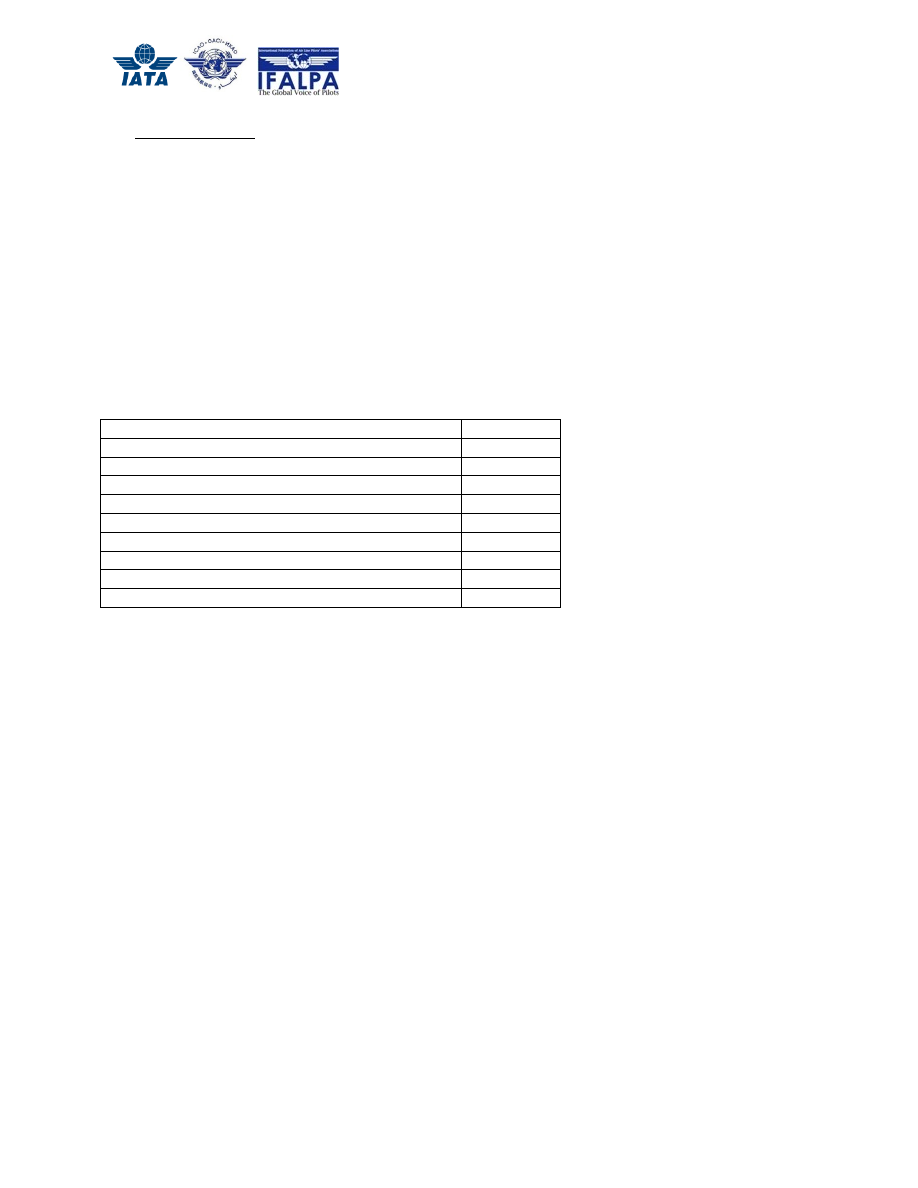 International Federation of Air Line Pilots' Associations
ICAO · OACI · ИКАО
IATA
IFALPA
The Global Voice of Pilots